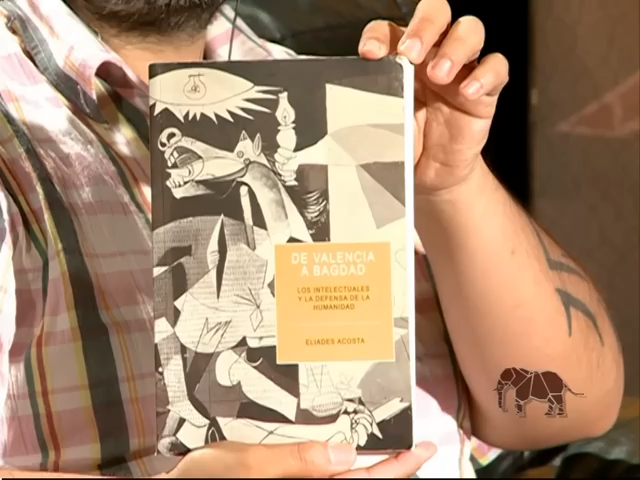 DE VALENCIA
A BAGDAD
LOS INTELECTUALES
Y LA DEFENSA DE LA
HUMANIDAD
ELIADES ACOSTA